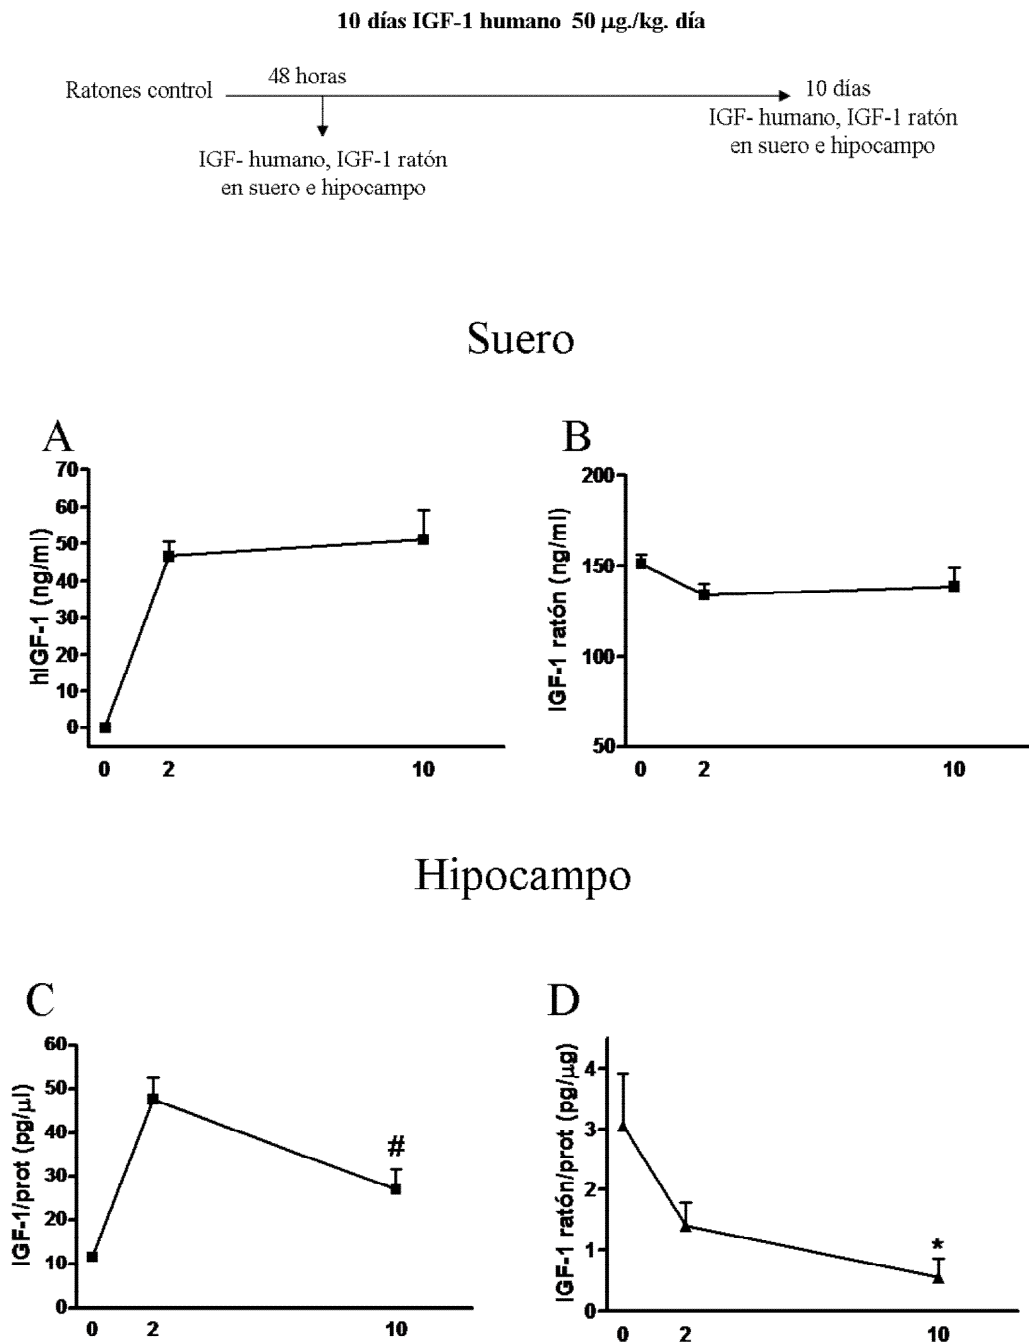 10 días IGF-1 humano 50 µg./kg. día
Ratones control
48 horas
10 días
IGF- humano, IGF-1 ratón
en suero e hipocampo
IGF- humano, IGF-1 ratón
en suero e hipocampo
Suero
A
hIGF-1 (ng/ml)
70
60
50
40
30
20
10
0
0 2 10
B
IGF-1 ratón (ng/ml)
200
150
100
50
0 2 10
Hipocampo
C
IGF-1/prot (pg/µl)
60
50
40
30
20
10
0
#
0 2 10
D
IGF-1 ratón/prot (pg/µg)
4
3
2
1
0
*
0 2 10